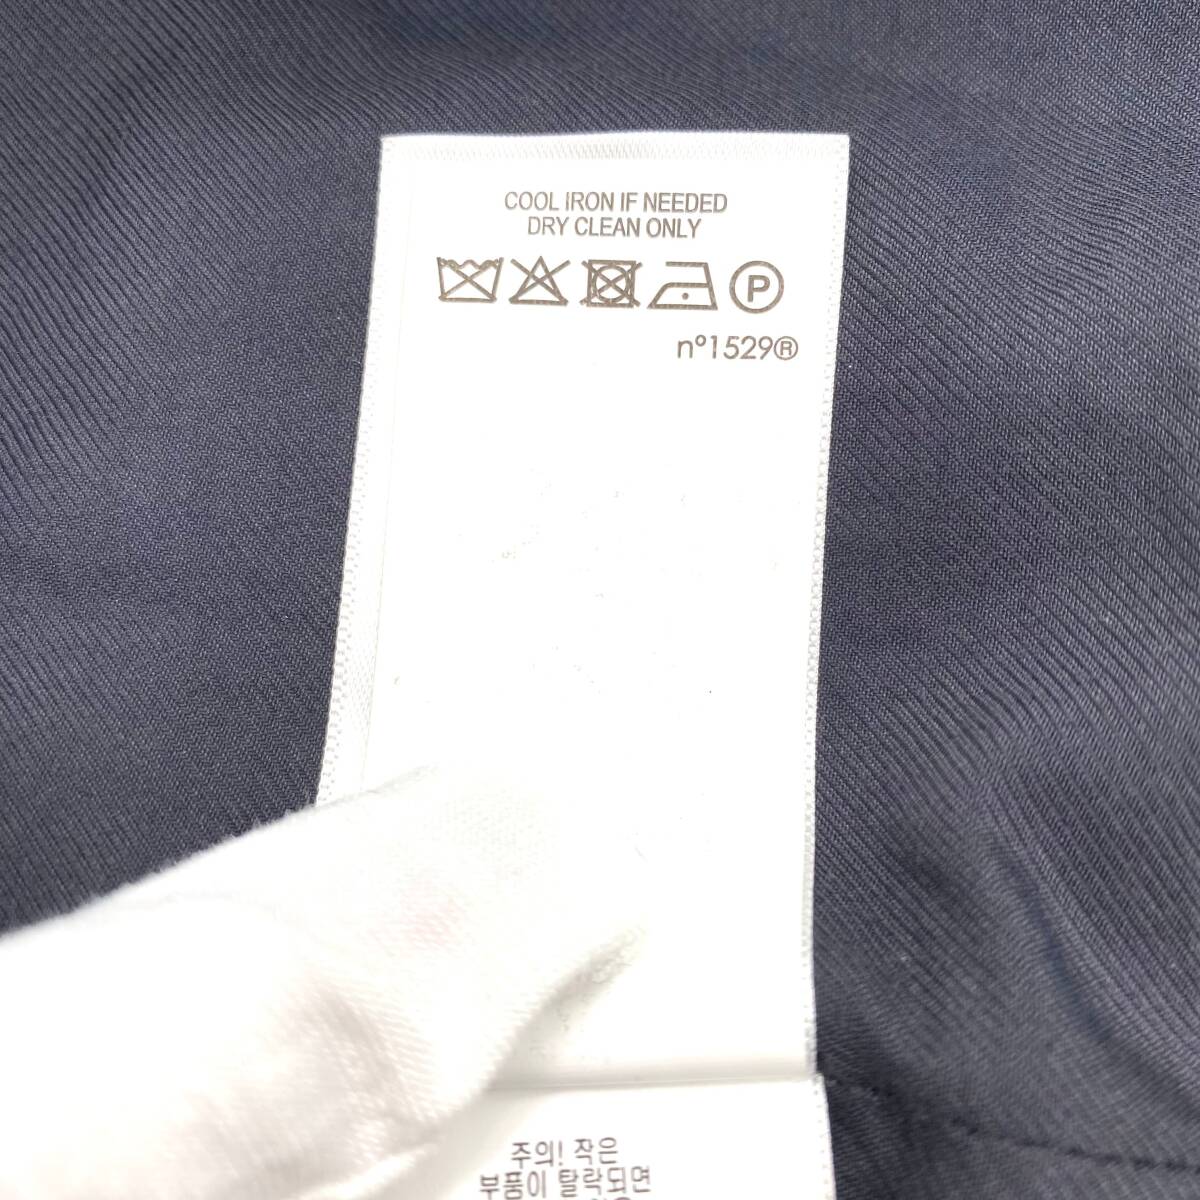 COOL IRON IF NEEDED
DRY CLEAN ONLY
P
n°1529®
주의! 작은
부품이 탈락되면